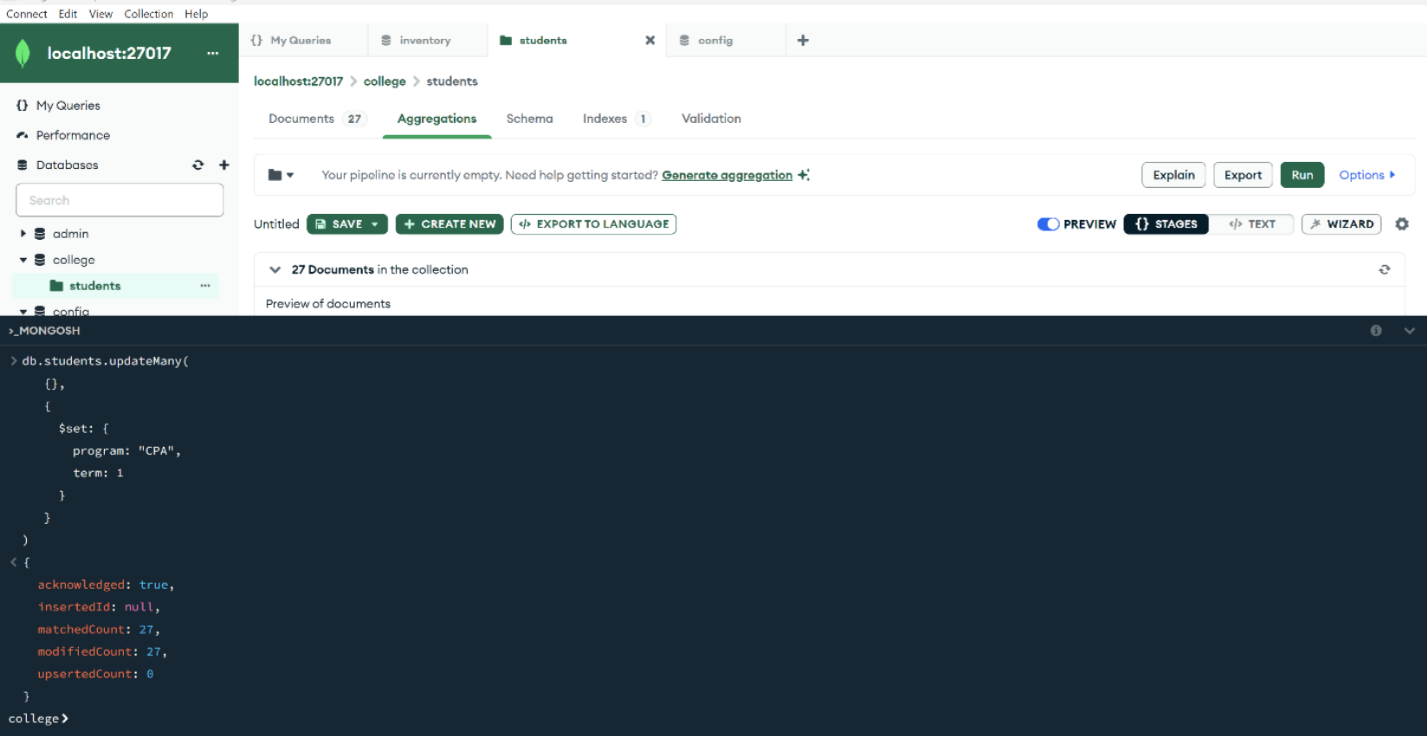 Connect Edit View Collection Help
localhost:27017 ...
{} My Queries
inventory
students
config
My Queries
Performance
Databases
Search
admin
college
students ...
config
localhost:27017 > college > students
Documents 27 Aggregations Schema Indexes 1 Validation
Your pipeline is currently empty. Need help getting started? Generate aggregation
Explain Export Run Options
Untitled SAVE + CREATE NEW </> EXPORT TO LANGUAGE
PREVIEW {} STAGES </> TEXT WIZARD
27 Documents in the collection
Preview of documents
>_MONGOSH
> db.students.updateMany(
{},
{
$set: {
program: "CPA",
term: 1
}
}
)
< {
acknowledged: true,
insertedId: null,
matchedCount: 27,
modifiedCount: 27,
upsertedCount: 0
}
college>